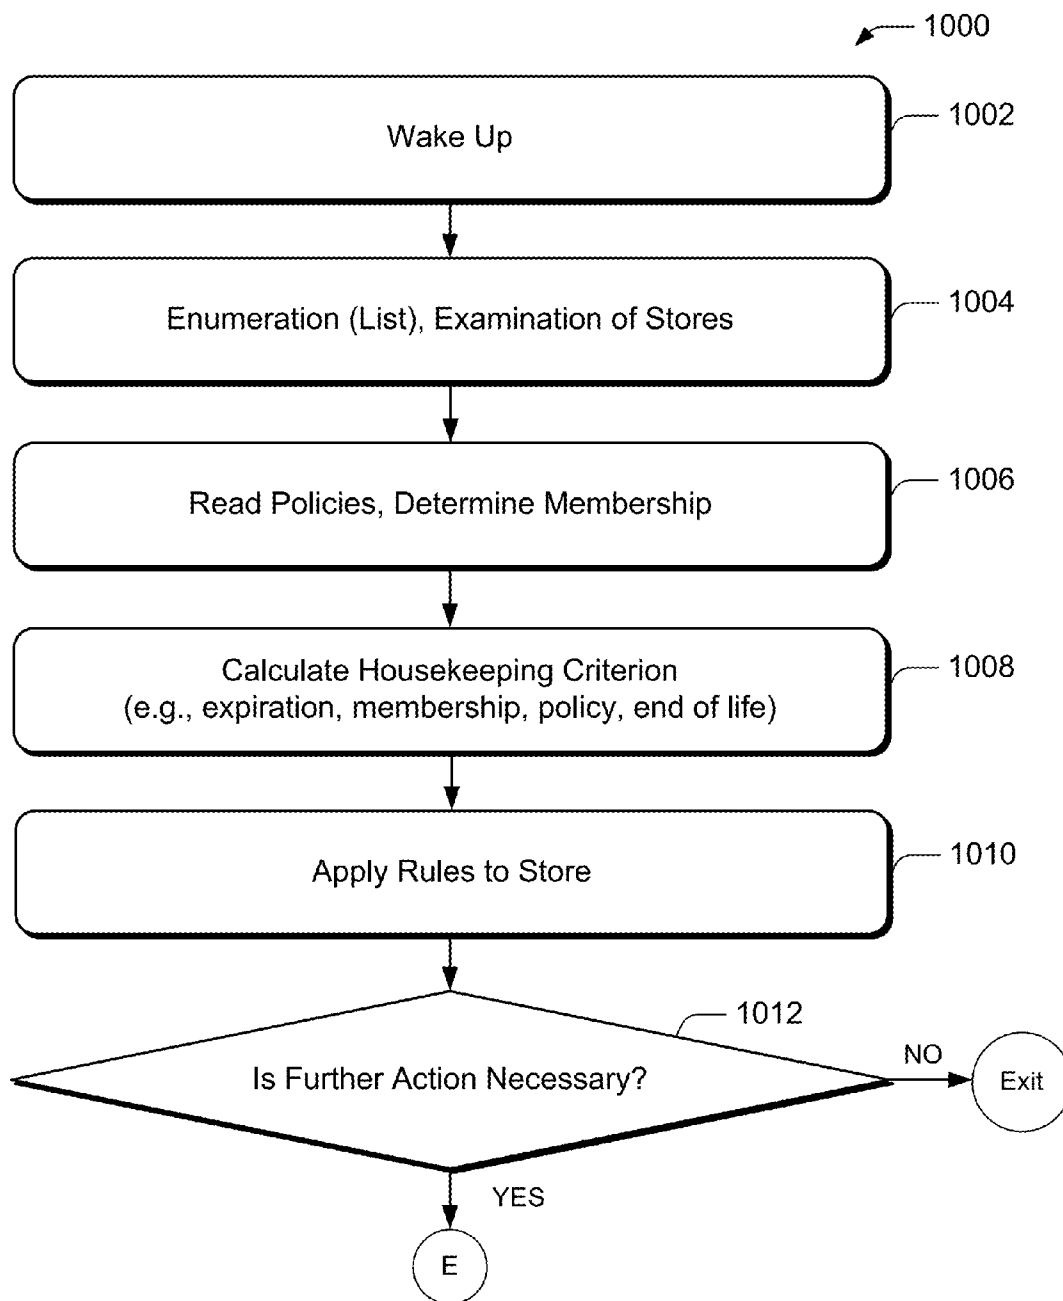 1000
Wake Up
1002
Enumeration (List), Examination of Stores
1004
Read Policies, Determine Membership
1006
Calculate Housekeeping Criterion
(e.g., expiration, membership, policy, end of life)
1008
Apply Rules to Store
1010
1012
Is Further Action Necessary?
NO
Exit
YES
E